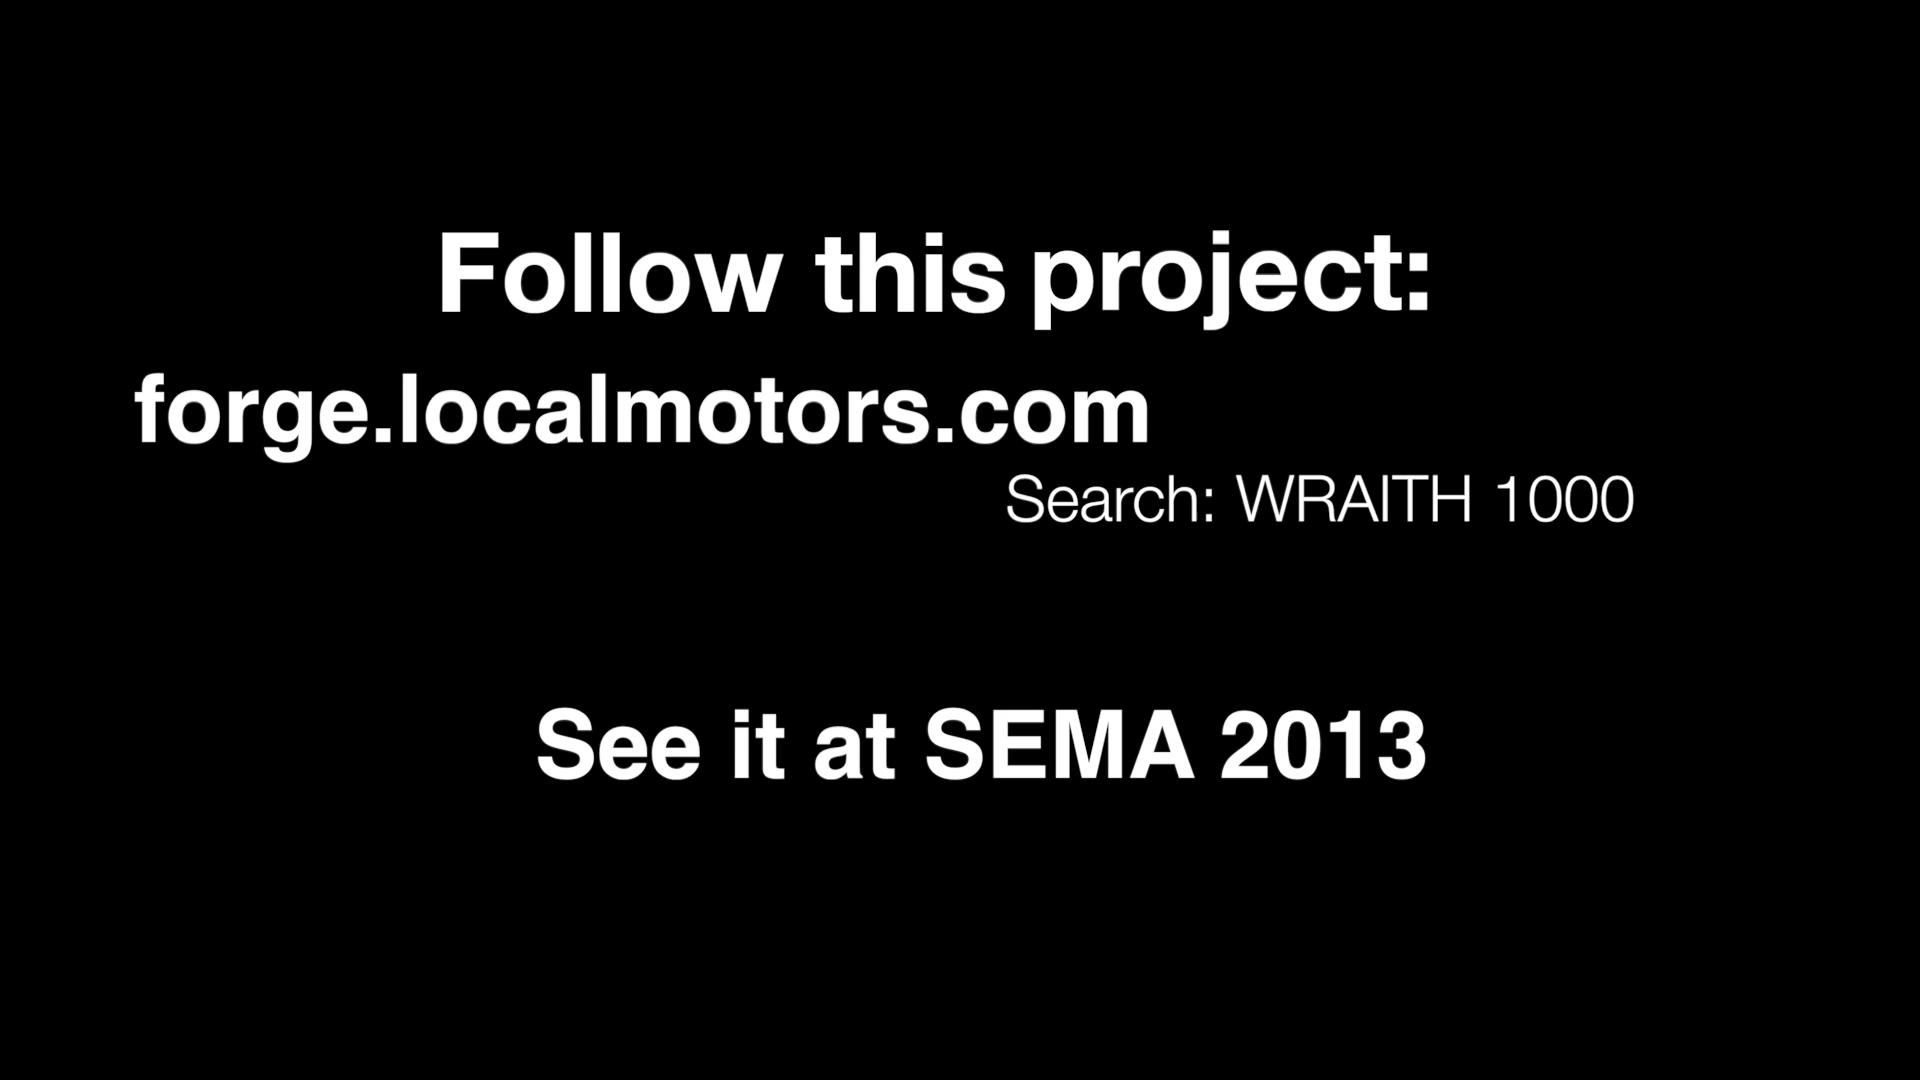 Follow this project:
forge.localmotors.com
Search: WRAITH 1000
See it at SEMA 2013